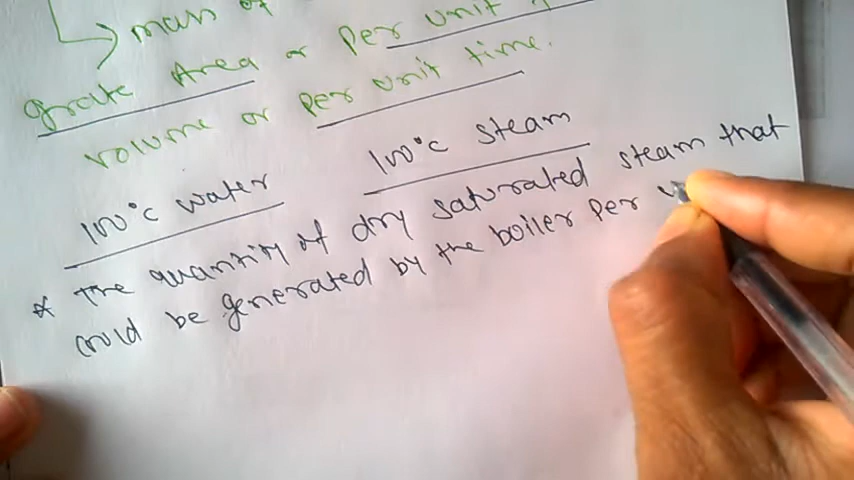 mass of
grate Area or Per unit
volume or per unit time.
100°C water 100°C steam
* The quantity of dry saturated steam that
could be generated by the boiler Per